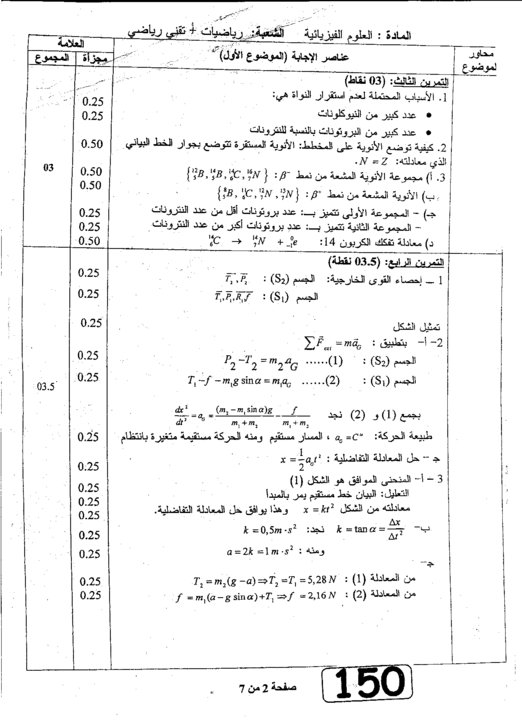 المادة : العلوم الفيزيائية الشعبة: رياضيات + تقني رياضي
العلامة
عناصر الإجابة (الموضوع الأول)
محاور
الموضوع
المجموع
مجزأة
التمرين الثالث: (03 نقاط)
1. الأسباب المحتملة لعدم استقرار النواة هي:
0.25
• عدد كبير من النيوكلونات
0.25
• عدد كبير من البروتونات بالنسبة للنترونات
2. كيفية توضع الأنوية على المخطط: الأنوية المستقرة تتوضع بجوار الخط البياني
0.50
الذي معادلته: N = Z .
03
3. أ) مجموعة الأنوية المشعة من نمط β⁻ : {¹²₅B, ¹⁴₅B, ¹⁴₆C, ¹⁶₇N}
0.50
ب) الأنوية المشعة من نمط β⁺ : {⁸₅B, ¹¹₆C, ¹²₇N, ¹³₇N}
0.50
جـ) – المجموعة الأولى تتميز بـ: عدد بروتونات أقل من عدد النترونات
0.25
– المجموعة الثانية تتميز بـ: عدد بروتونات أكبر من عدد النترونات
0.25
د) معادلة تفكك الكربون 14: ¹⁴₆C → ¹⁴₇N + ⁰₋₁e
0.50
التمرين الرابع: (03.5 نقطة)
1 ــ إحصاء القوى الخارجية: الجسم (S₂) : T₂, P₂
0.25
الجسم (S₁) : T₁, P₁, R₁, f
0.25
تمثيل الشكل
0.25
2– أ– بتطبيق : ∑F_ext = ma_G
الجسم (S₂) : P₂ − T₂ = m₂a_G ......(1)
0.25
الجسم (S₁) : T₁ − f − m₁g sin α = m₁a_G ......(2)
0.25
03.5
بجمع (1) و (2) نجد dx²/dt² = a_G = (m₂ − m₁ sin α)g/(m₁ + m₂) − f/(m₁ + m₂)
طبيعة الحركة: a_G = Cᵗᵉ ، المسار مستقيم ومنه الحركة مستقيمة متغيرة بانتظام
0.25
جـ – حل المعادلة التفاضلية : x = ½ a_G t²
0.25
3 – أ– المنحنى الموافق هو الشكل (1)
0.25
التعليل: البيان خط مستقيم يمر بالمبدأ
0.25
معادلته من الشكل x = kt² وهذا يوافق حل المعادلة التفاضلية.
0.25
ب– k = tan α = Δx/Δt² نجد: k = 0,5m·s²
0.25
ومنه : a = 2k = 1m·s²
0.25
جـ–
من المعادلة (1) : T₂ = m₂(g − a) ⇒ T₂ = T₁ = 5,28 N
0.25
من المعادلة (2) : f = m₁(a − g sin α) + T₁ ⇒ f = 2,16 N
0.25
صفحة 2 من 7
150